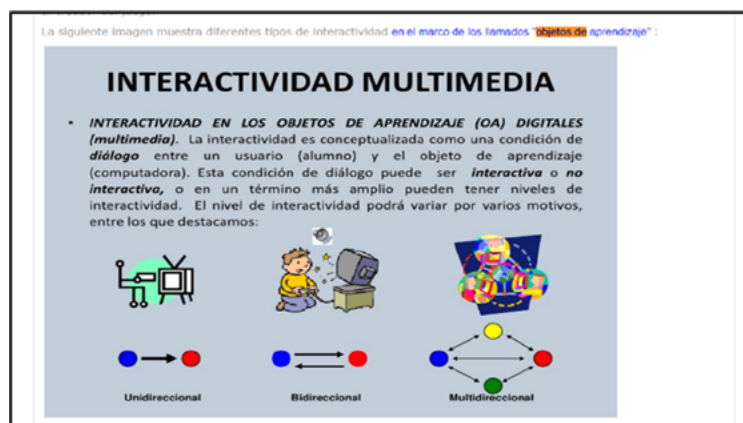 La siguiente imagen muestra diferentes tipos de interactividad en el marco de los llamados "objetos de aprendizaje" :
INTERACTIVIDAD MULTIMEDIA
• INTERACTIVIDAD EN LOS OBJETOS DE APRENDIZAJE (OA) DIGITALES
(multimedia). La interactividad es conceptualizada como una condición de
diálogo entre un usuario (alumno) y el objeto de aprendizaje
(computadora). Esta condición de diálogo puede ser interactiva o no
interactiva, o en un término más amplio pueden tener niveles de
interactividad. El nivel de interactividad podrá variar por varios motivos,
entre los que destacamos:
Unidireccional
Bidireccional
Multidireccional